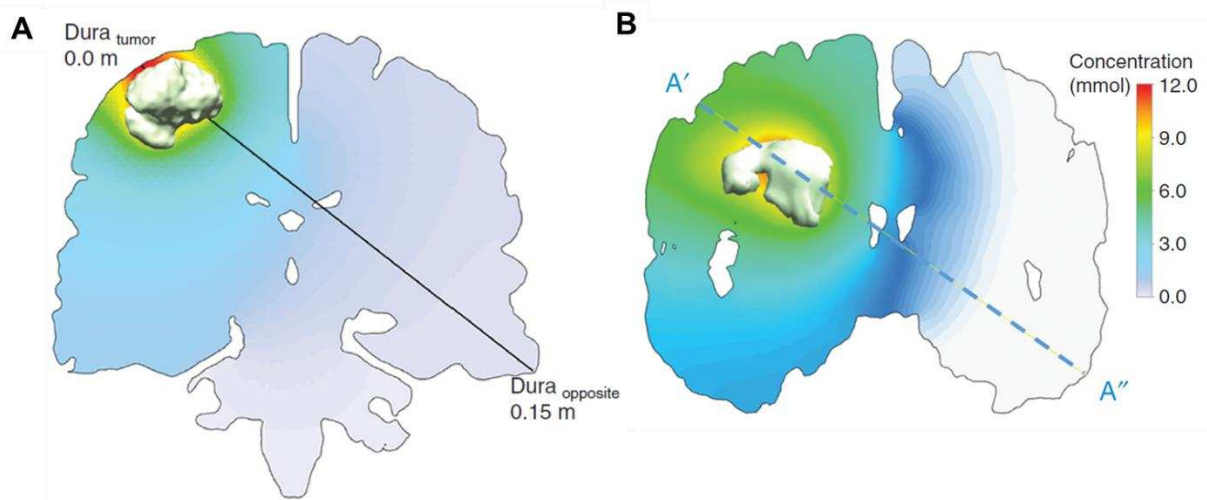 A
Dura tumor
0.0 m
Dura opposite
0.15 m
B
A′
A″
Concentration
(mmol)
12.0
9.0
6.0
3.0
0.0